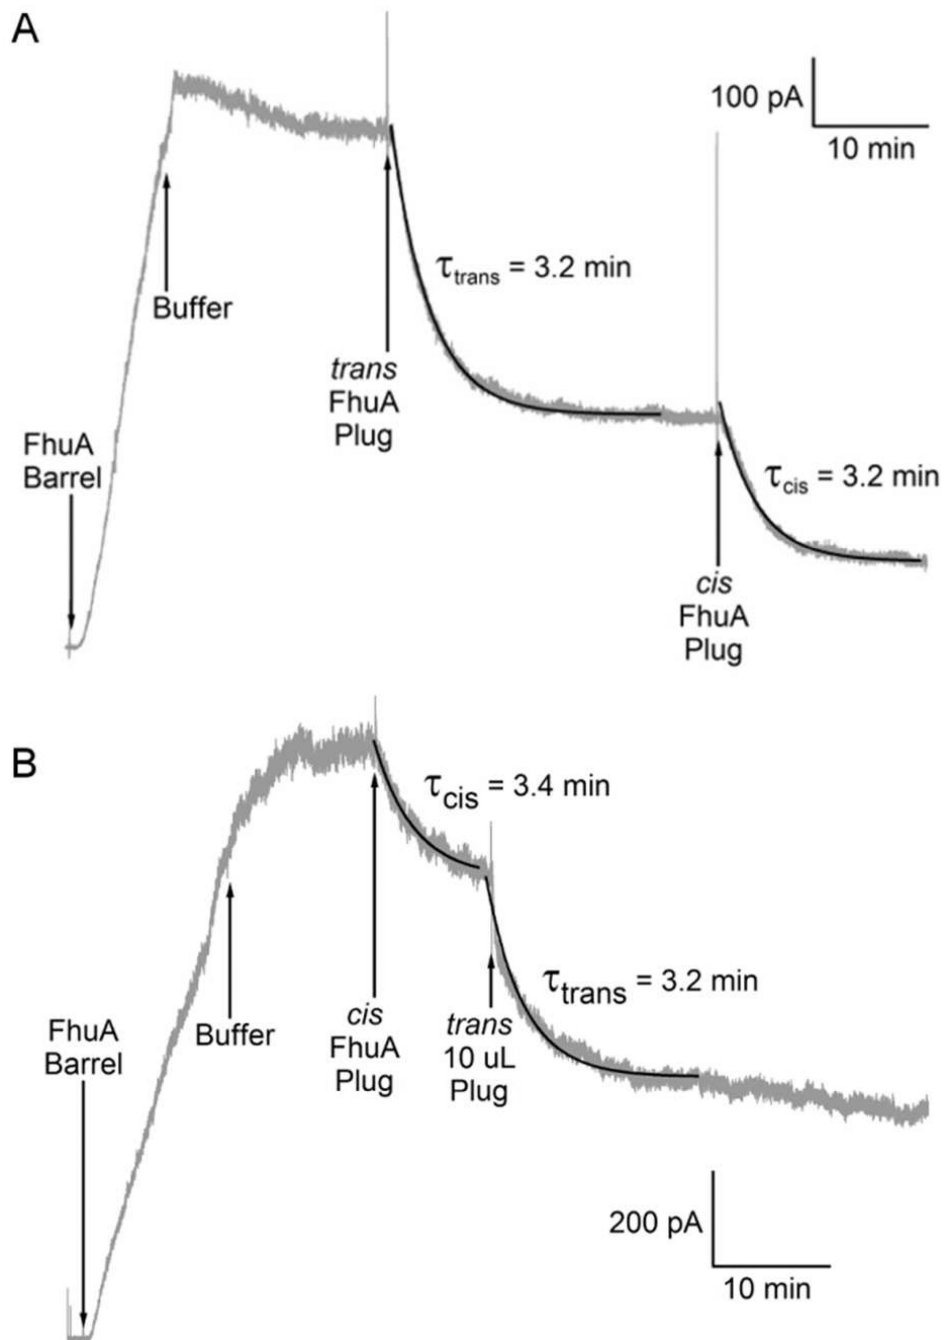 A
100 pA
10 min
τtrans = 3.2 min
Buffer
trans
FhuA
Plug
FhuA
Barrel
τcis = 3.2 min
cis
FhuA
Plug
B
τcis = 3.4 min
τtrans = 3.2 min
FhuA
Barrel
Buffer
cis
FhuA
Plug
trans
10 uL
Plug
200 pA
10 min